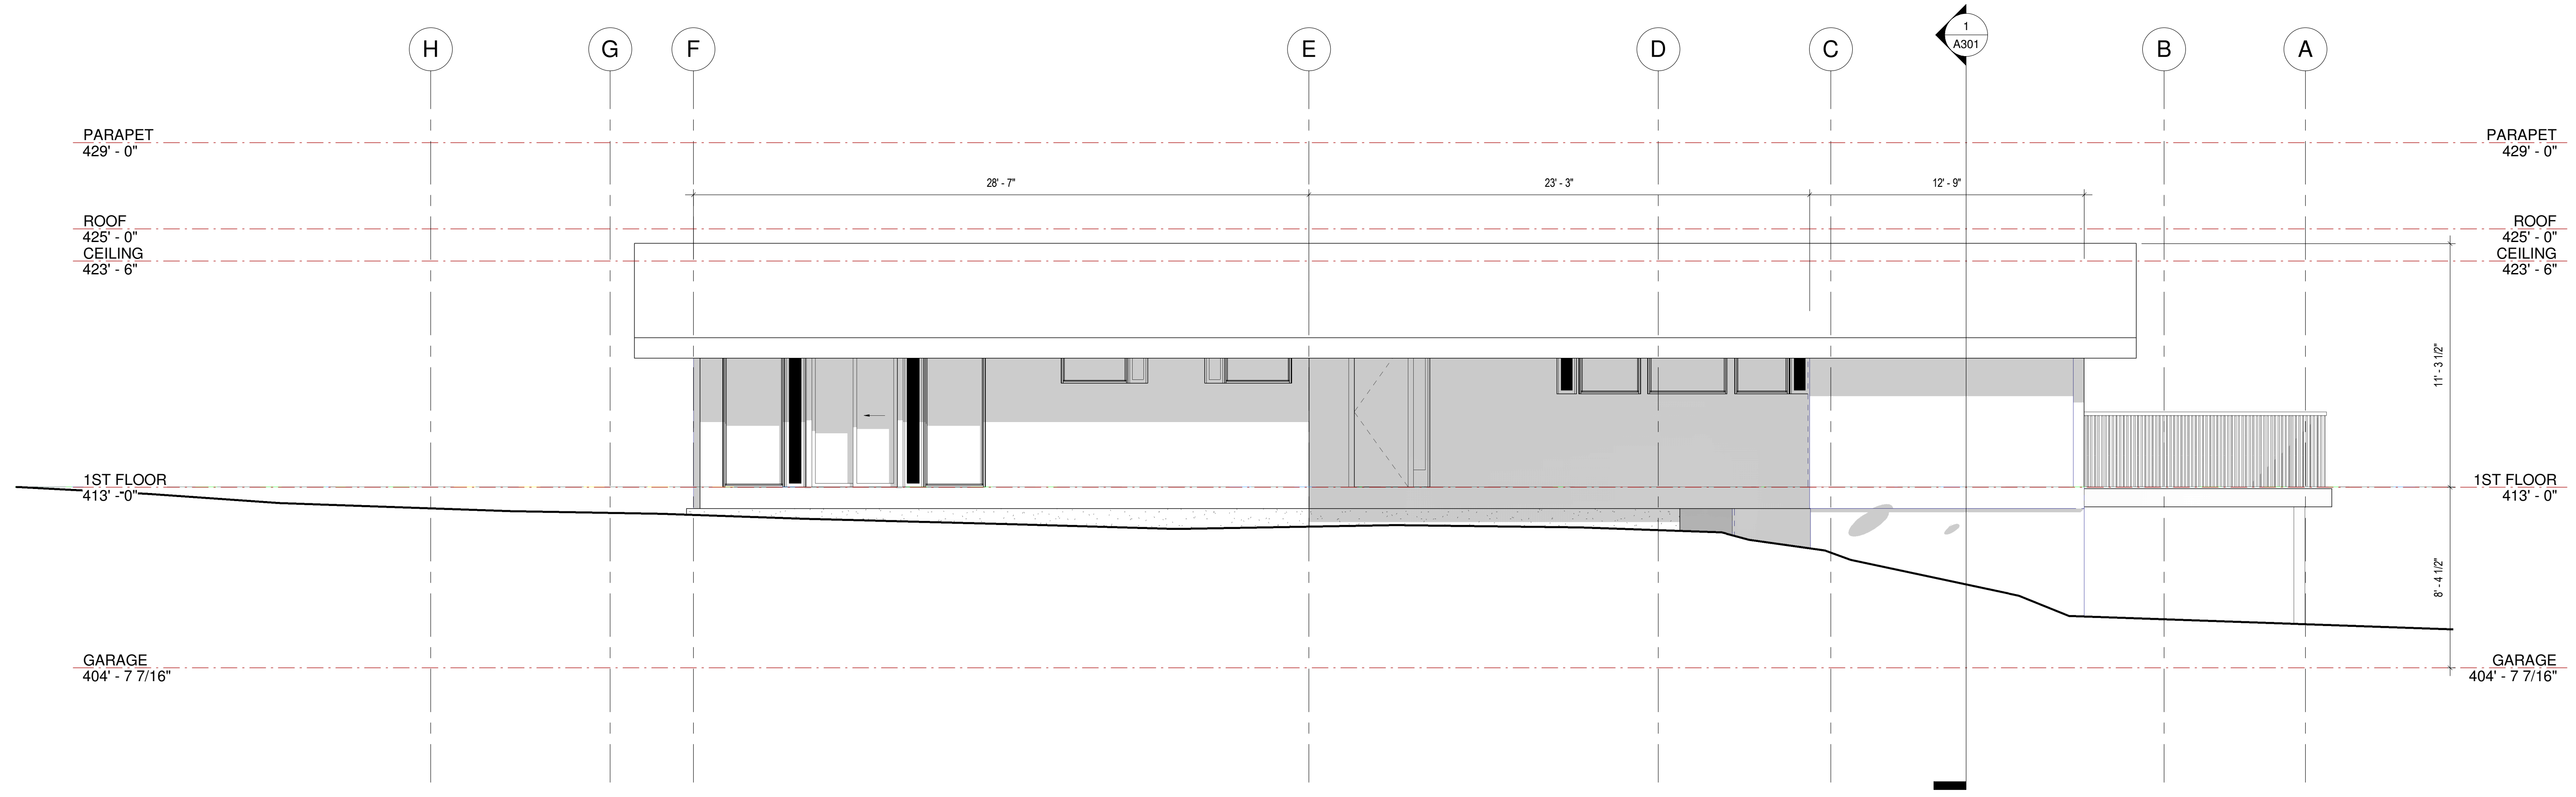 H G F E D C 1 B A
A301
PARAPET PARAPET
429' - 0" 429' - 0"
28' - 7" 23' - 3" 12' - 9"
ROOF ROOF
425' - 0" 425' - 0"
CEILING CEILING
423' - 6" 423' - 6"
11' - 3 1/2"
1ST FLOOR 1ST FLOOR
413' - 0" 413' - 0"
8' - 4 1/2"
GARAGE GARAGE
404' - 7 7/16" 404' - 7 7/16"